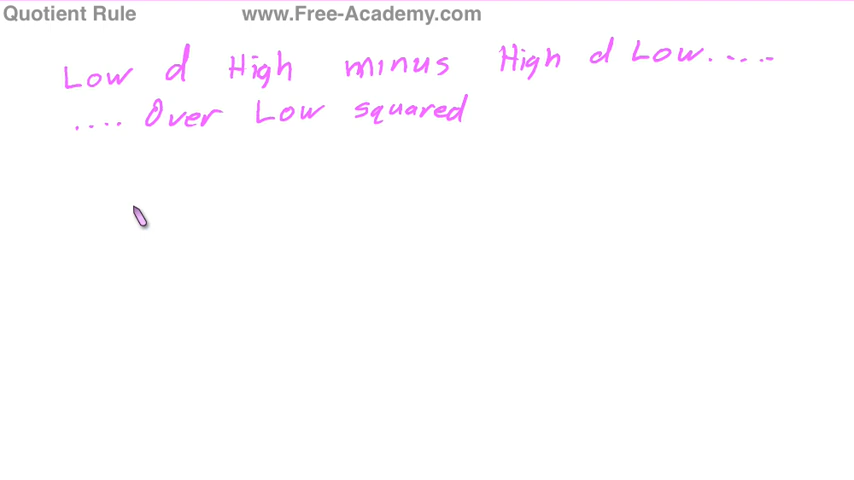 Quotient Rule www.Free-Academy.com
Low d High minus High d Low.....
.... Over Low squared